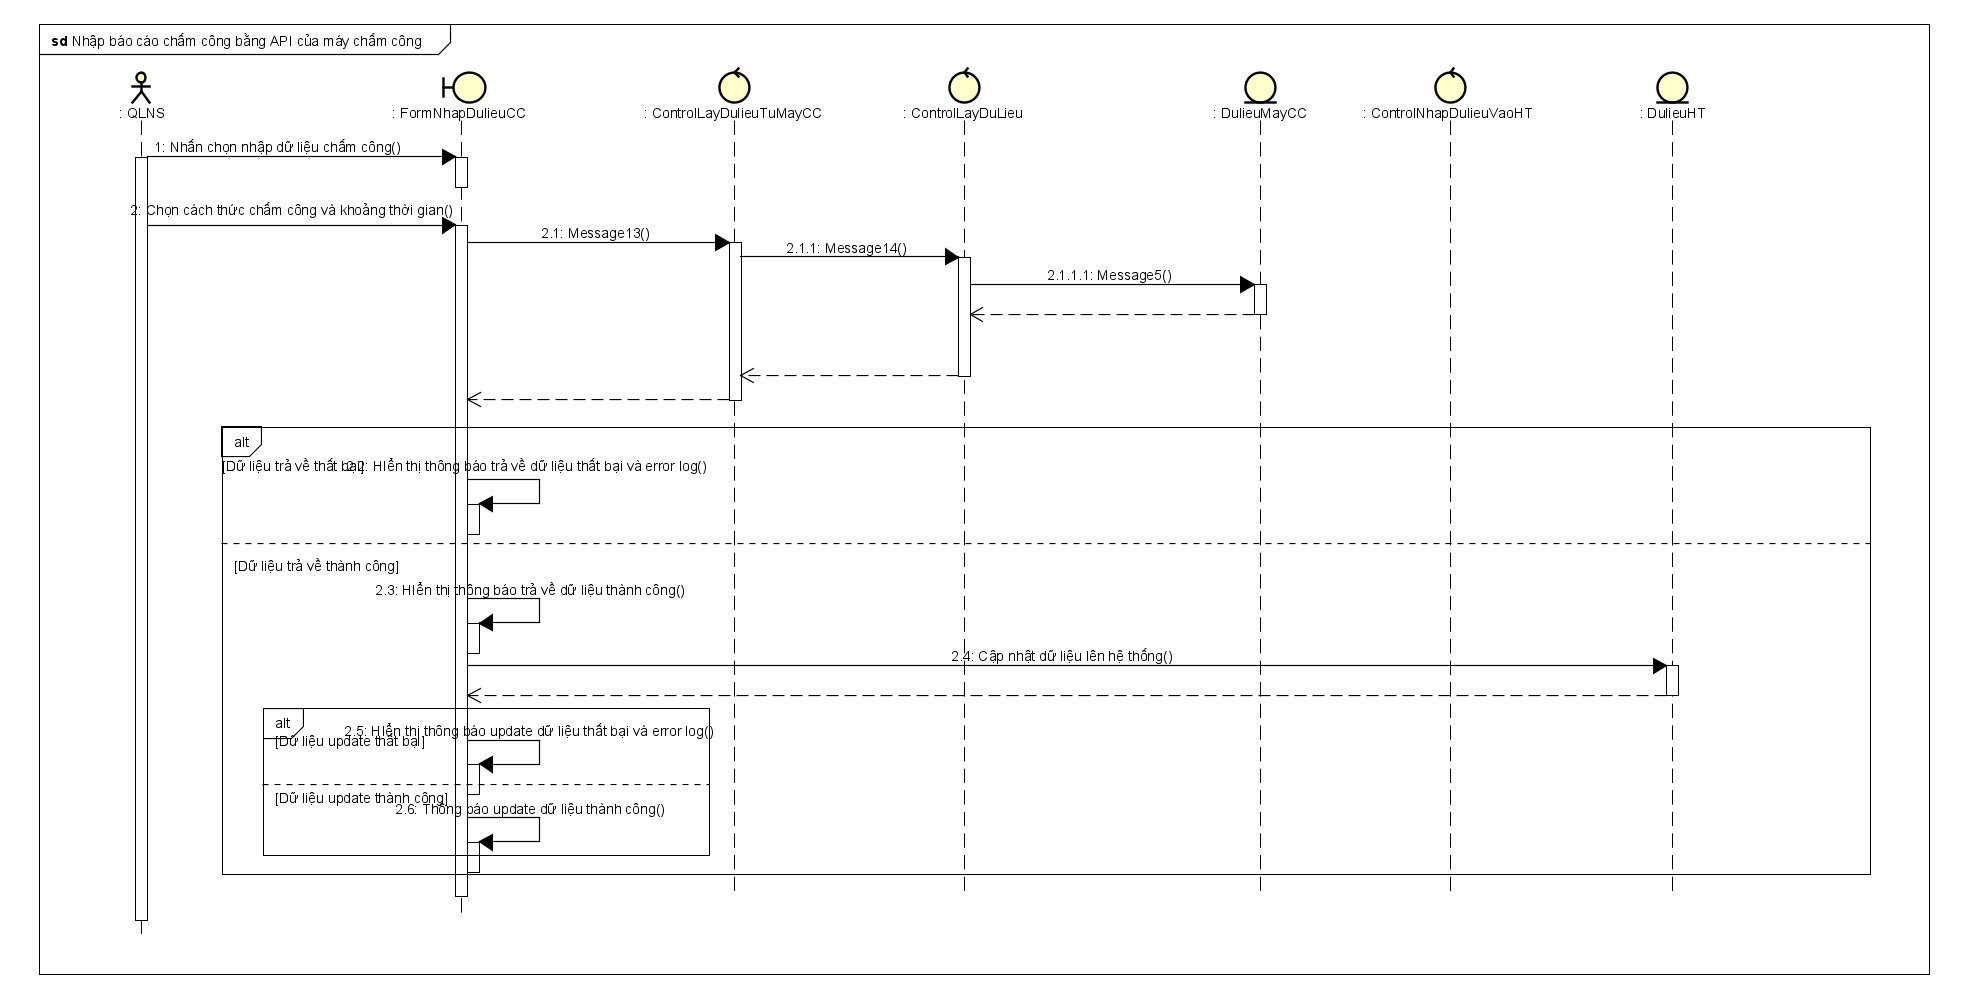 sd Nhập báo cáo chấm công bằng API của máy chấm công
: QLNS
: FormNhapDulieuCC
: ControlLayDulieuTuMayCC
: ControlLayDuLieu
: DulieuMayCC
: ControlNhapDulieuVaoHT
: DulieuHT
1: Nhấn chọn nhập dữ liệu chấm công()
2: Chọn cách thức chấm công và khoảng thời gian()
2.1: Message13()
2.1.1: Message14()
2.1.1.1: Message5()
alt
[Dữ liệu trả về thất bại]
2.2: HIển thị thông báo trả về dữ liệu thất bại và error log()
[Dữ liệu trả về thành công]
2.3: HIển thị thông báo trả về dữ liệu thành công()
2.4: Cập nhật dữ liệu lên hệ thống()
alt
2.5: HIển thị thông báo update dữ liệu thất bại và error log()
[Dữ liệu update thất bại]
[Dữ liệu update thành công]
2.6: Thông báo update dữ liệu thành công()